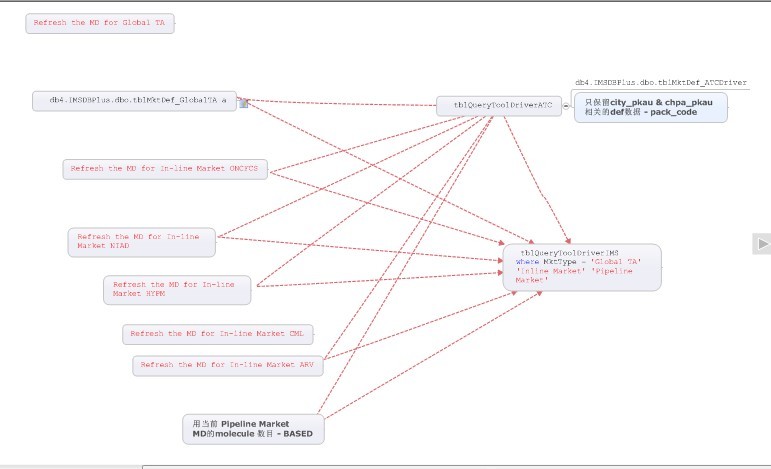 Refresh the MD for Global TA
db4.IMSDBPlus.dbo.tblMktDef_ATCDriver
db4.IMSDBPlus.dbo.tblMktDef_GlobalTA a
tblQueryToolDriverATC
只保留city_pkau & chpa_pkau
相关的def数据 - pack_code
Refresh the MD for In-line Market ONCFCS
Refresh the MD for In-line
Market NIAD
tblQueryToolDriverIMS
where MktType = 'Global TA'
'Inline Market' 'Pipeline
Market'
Refresh the MD for In-line
Market HYPM
Refresh the MD for In-line Market CML
Refresh the MD for In-line Market ARV
用当前 Pipeline Market
MD的molecule 数目 - BASED